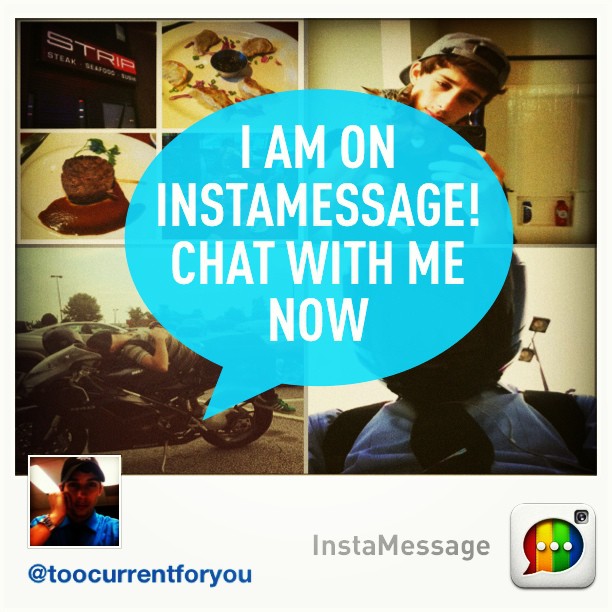 STRIP
STEAK · SEAFOOD · SUSHI
I AM ON
INSTAMESSAGE!
CHAT WITH ME
NOW
InstaMessage
@toocurrentforyou